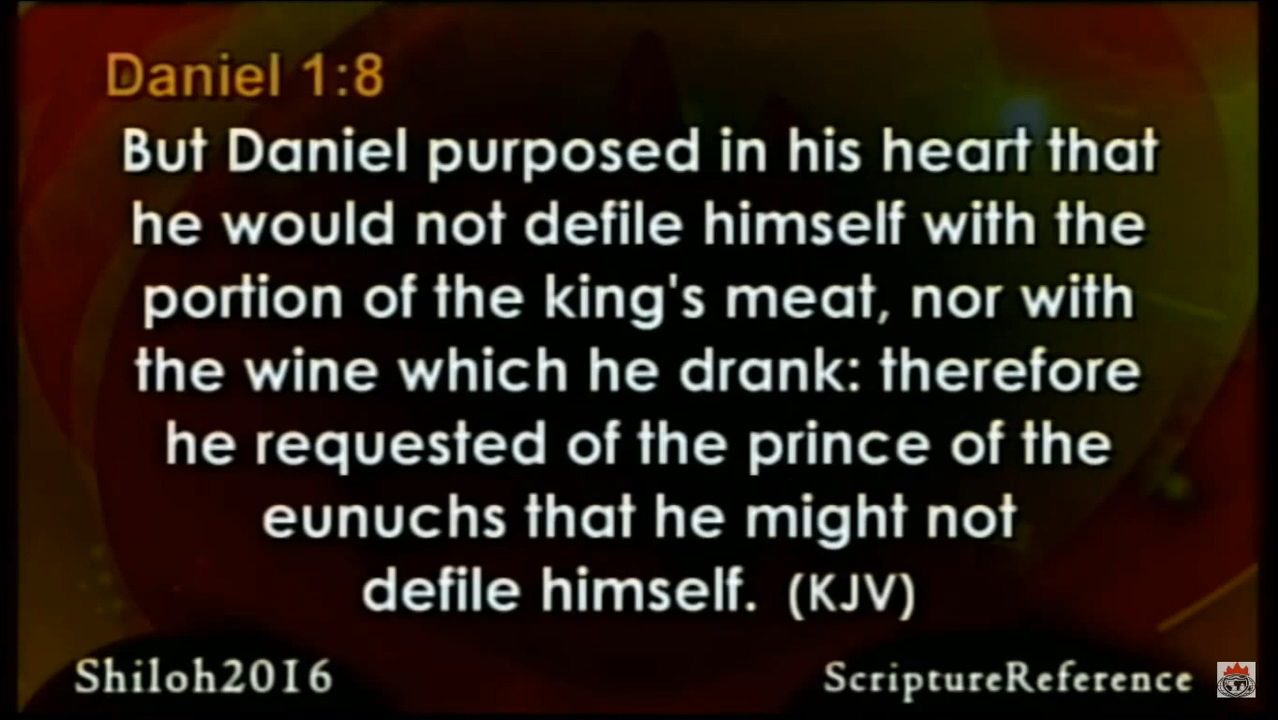 Daniel 1:8
But Daniel purposed in his heart that
he would not defile himself with the
portion of the king's meat, nor with
the wine which he drank: therefore
he requested of the prince of the
eunuchs that he might not
defile himself. (KJV)
Shiloh2016
ScriptureReference